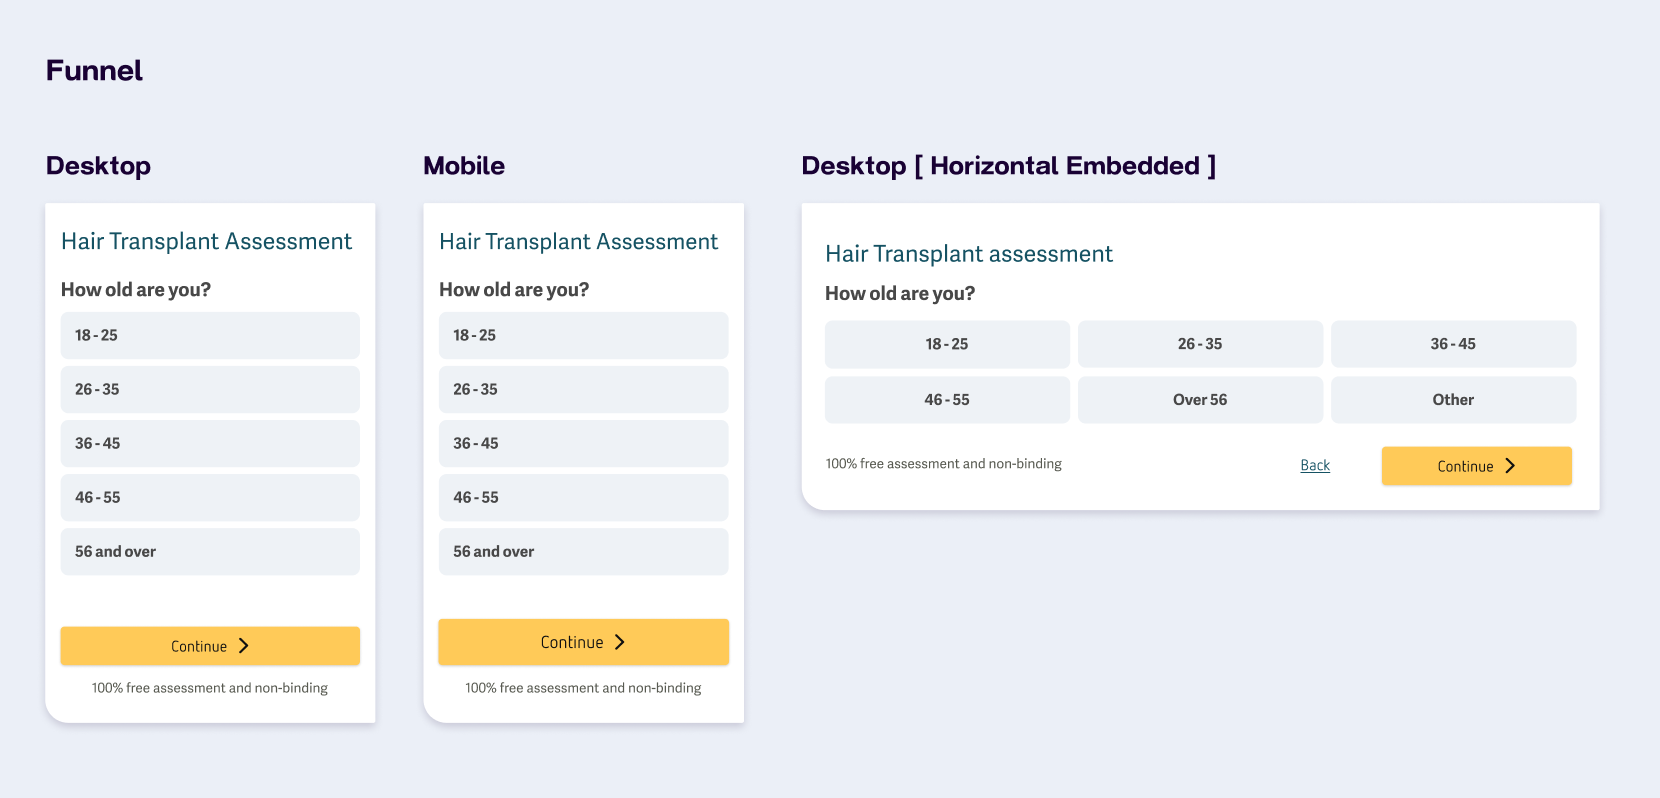 Funnel
Desktop
Hair Transplant Assessment
How old are you?
18 - 25
26 - 35
36 - 45
46 - 55
56 and over
Continue
100% free assessment and non-binding
Mobile
Hair Transplant Assessment
How old are you?
18 - 25
26 - 35
36 - 45
46 - 55
56 and over
Continue
100% free assessment and non-binding
Desktop [ Horizontal Embedded ]
Hair Transplant assessment
How old are you?
18 - 25 26 - 35 36 - 45
46 - 55 Over 56 Other
100% free assessment and non-binding Back Continue